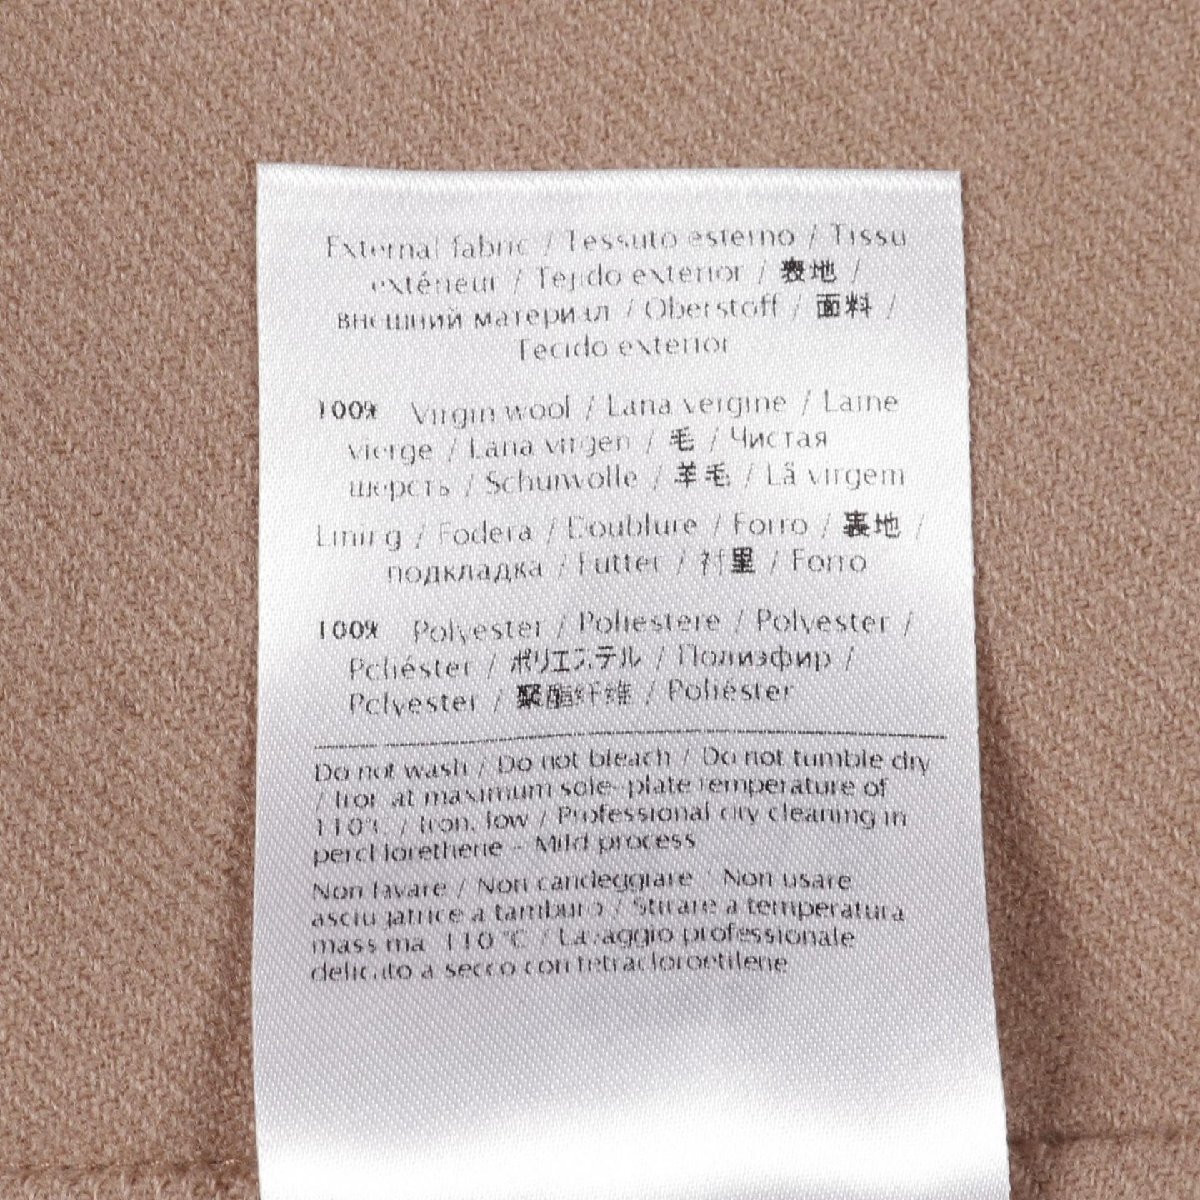 External fabric / Tessuto esterno / Tissu
extérieur / Tejido exterior / 表地 /
внешний материал / Oberstoff / 面料 /
Tecido exterior
100% Virgin wool / Lana vergine / Laine
vierge / Lana virgen / 毛 / Чистая
шерсть / Schurwolle / 羊毛 / Lã virgem
Lining / Fodera / Doublure / Forro / 裏地 /
подкладка / Futter / 衬里 / Forro
100% Polyester / Poliestere / Polyester /
Poliéster / ポリエステル / Полиэфир /
Polyester / 聚酯纤维 / Poliéster
Do not wash / Do not bleach / Do not tumble dry
/ Iron at maximum sole-plate temperature of
110°C / Iron, low / Professional dry cleaning in
perchlorethene - Mild process
Non lavare / Non candeggiare / Non usare
asciugatrice a tamburo / Stirare a temperatura
massima 110 °C / Lavaggio professionale
delicato a secco con tetracloroetilene